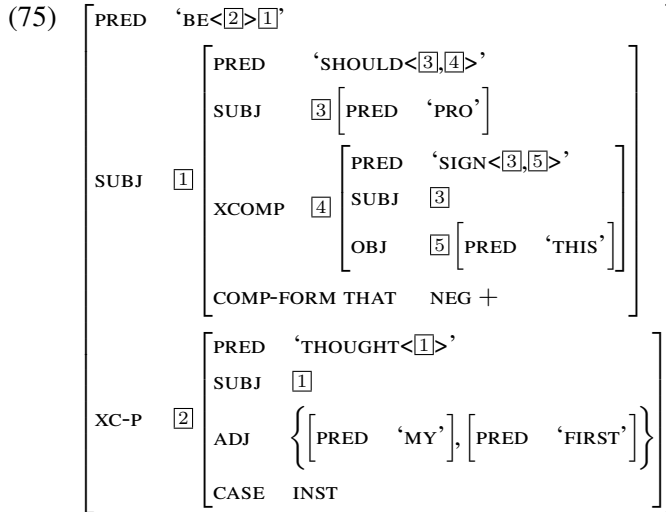 (75) PRED ‘BE<2>1’
PRED ‘SHOULD<3,4>’
SUBJ 3 [PRED ‘PRO’]
PRED ‘SIGN<3,5>’
SUBJ 1 XCOMP 4 SUBJ 3
OBJ 5 [PRED ‘THIS’]
COMP-FORM THAT NEG +
PRED ‘THOUGHT<1>’
SUBJ 1
XC-P 2 ADJ {[PRED ‘MY’], [PRED ‘FIRST’]}
CASE INST